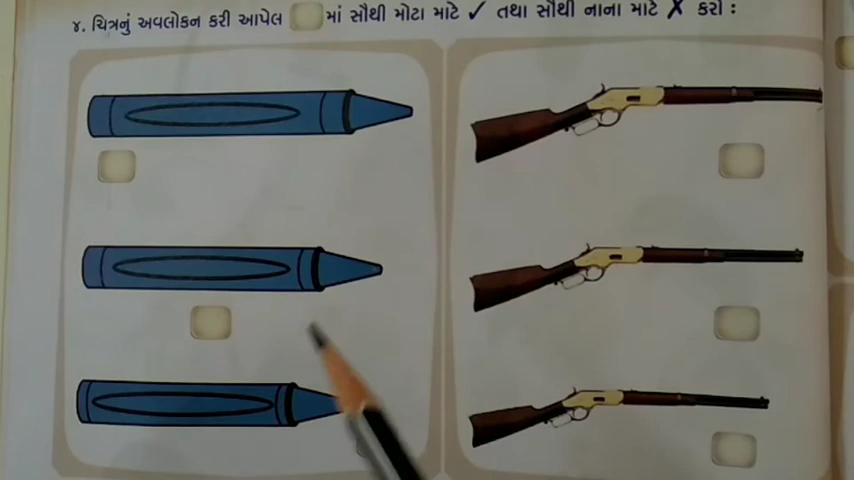 ૪. ચિત્રનું અવલોકન કરી આપેલ માં સૌથી મોટા માટે ✓ તથા સૌથી નાના માટે ✗ કરો :